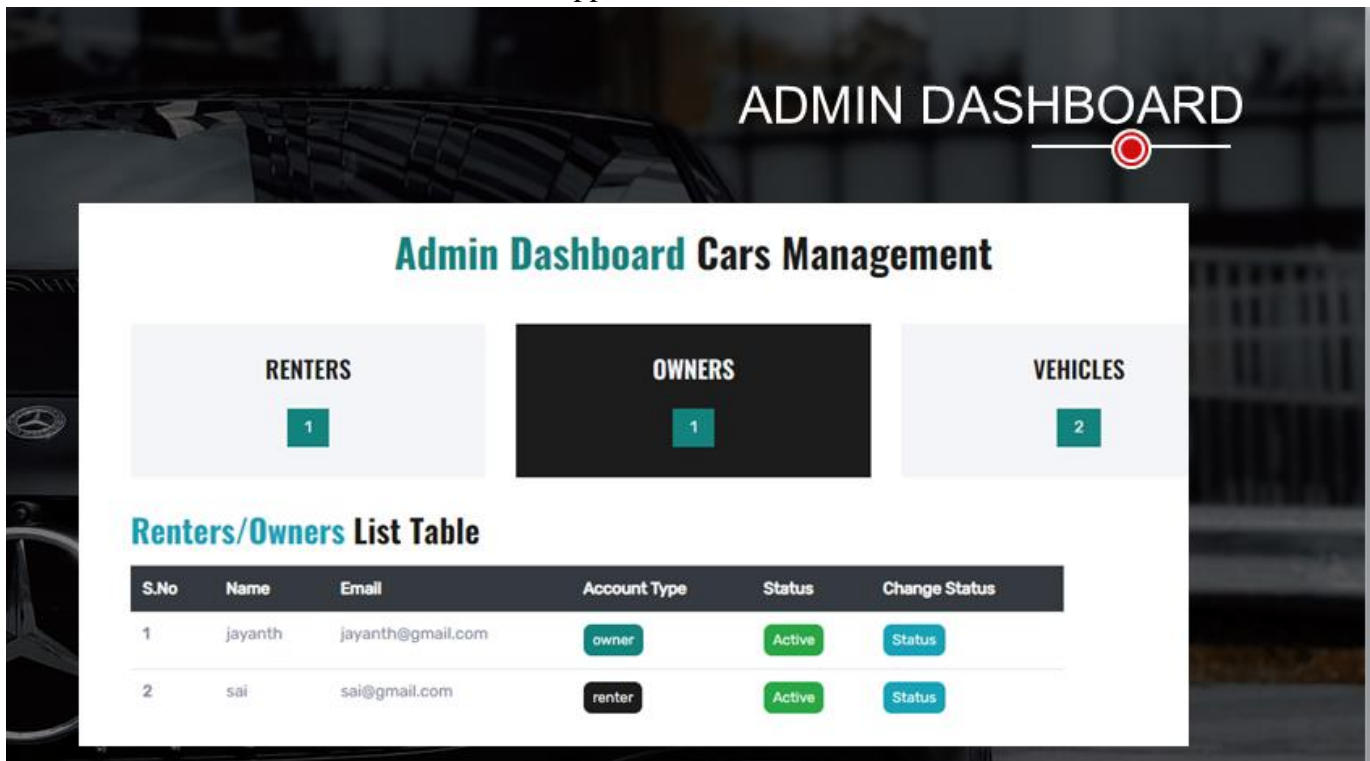 ADMIN DASHBOARD
Admin Dashboard Cars Management
RENTERS OWNERS VEHICLES
1 1 2
Renters/Owners List Table
S.No Name Email Account Type Status Change Status
1 jayanth jayanth@gmail.com owner Active Status
2 sai sai@gmail.com renter Active Status